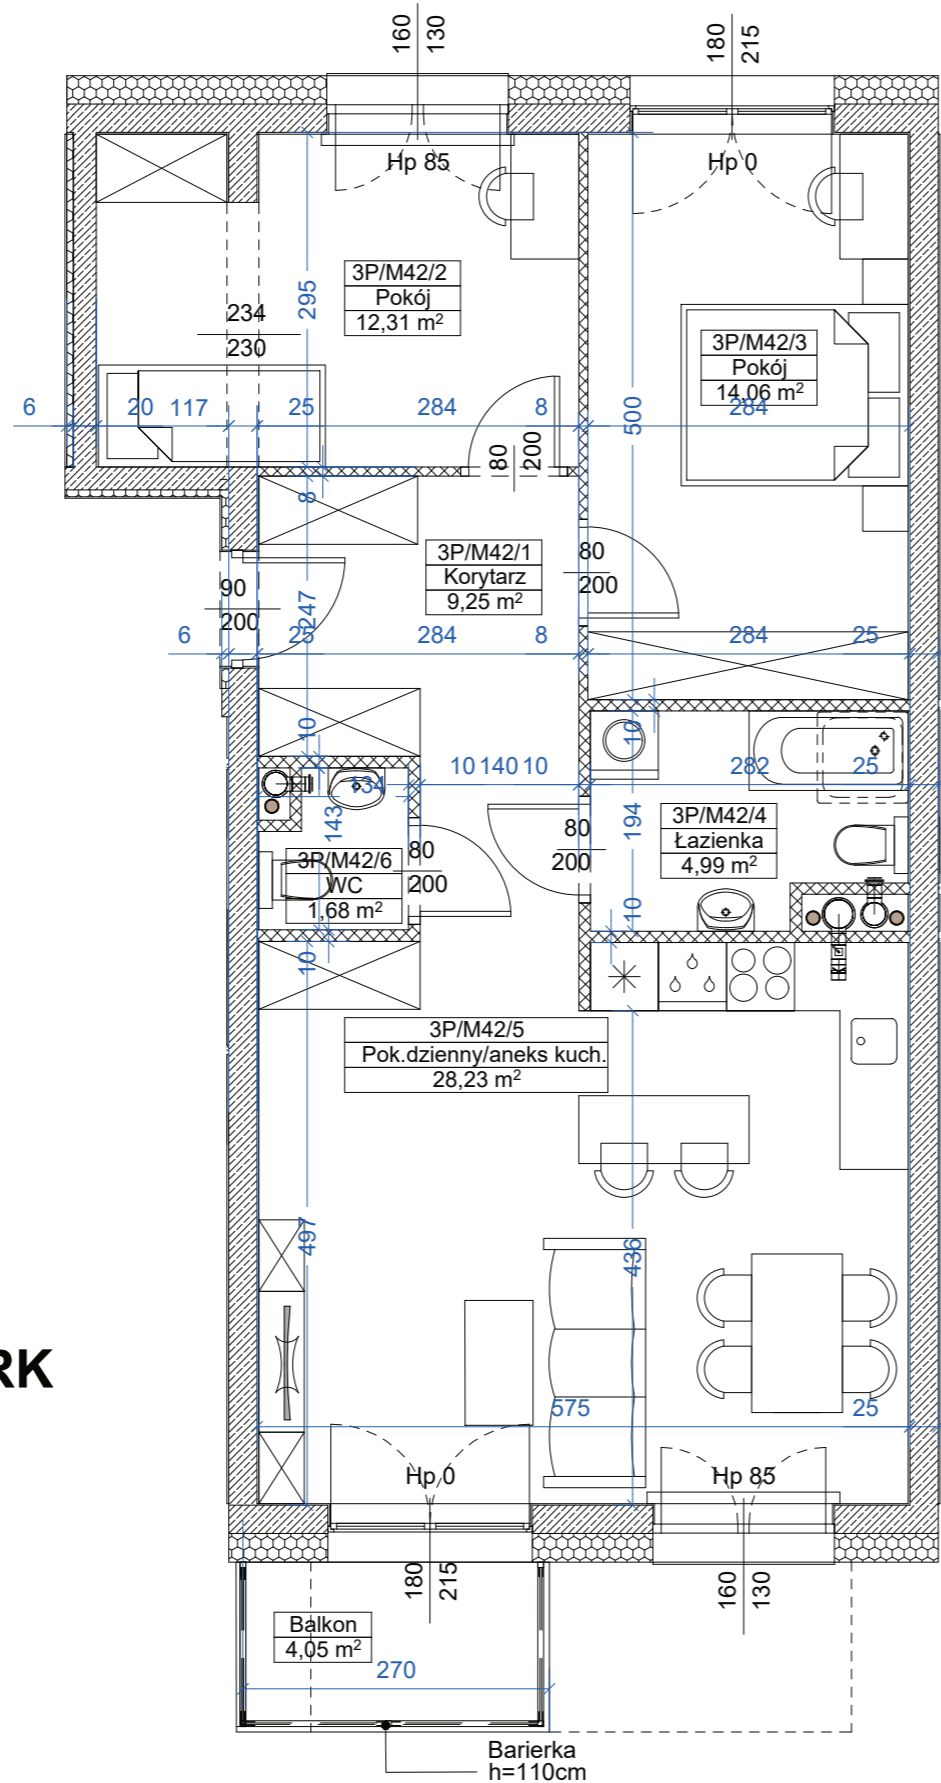 160
130
180
215
Hp 85
Hp 0
3P/M42/2
Pokój
12,31 m²
295
234
230
3P/M42/3
Pokój
14,06 m²
6
20
117
25
284
8
500
284
80
200
8
3P/M42/1
Korytarz
9,25 m²
80
200
90
200
247
6
25
284
8
284
25
10
10
10
140
10
282
25
134
143
80
200
194
3P/M42/4
Łazienka
4,99 m²
3P/M42/6
WC
1,68 m²
80
200
10
10
3P/M42/5
Pok.dzienny/aneks kuch.
28,23 m²
497
436
RK
575
25
Hp 0
Hp 85
180
215
160
130
Balkon
4,05 m²
270
Barierka
h=110cm